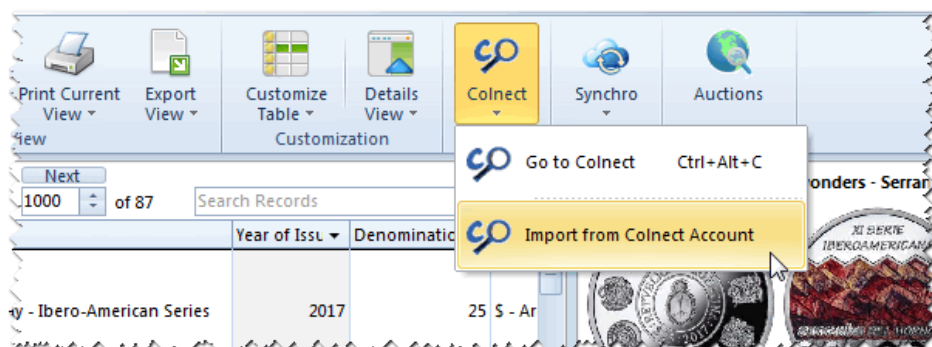 Print Current
View
Export
View
Customize
Table
Details
View
Colnect
Synchro
Auctions
Customization
Go to Colnect Ctrl+Alt+C
Import from Colnect Account
Next
1000 of 87
Search Records
Year of Issu
Denominatio
- Ibero-American Series
2017
25 $ - Ar
onders - Serran
XI SERIE
IBEROAMERICANA